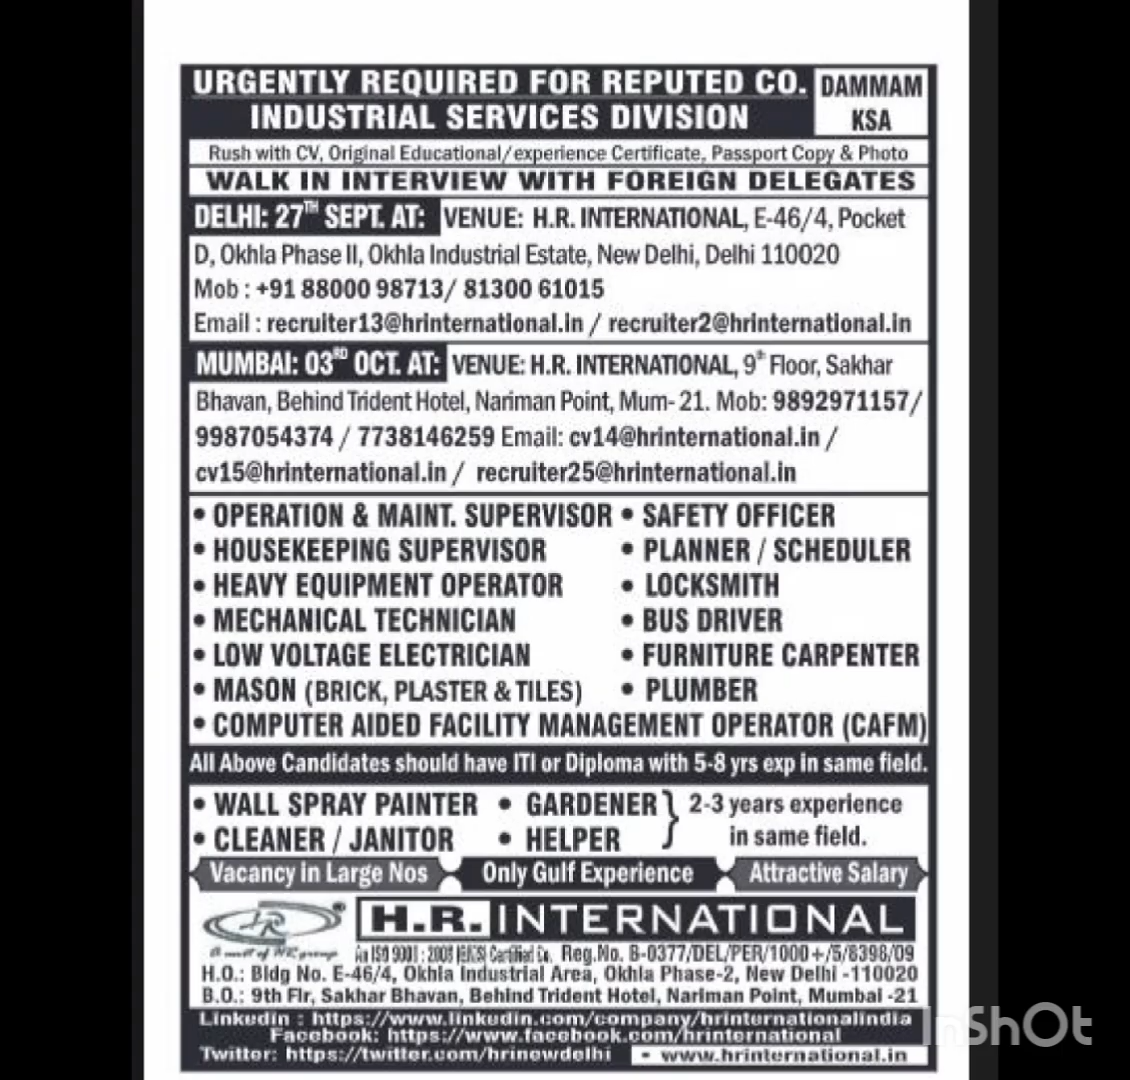 URGENTLY REQUIRED FOR REPUTED CO.
INDUSTRIAL SERVICES DIVISION
DAMMAM
KSA
Rush with CV, Original Educational/experience Certificate, Passport Copy & Photo
WALK IN INTERVIEW WITH FOREIGN DELEGATES
DELHI: 27TH SEPT. AT: VENUE: H.R. INTERNATIONAL, E-46/4, Pocket
D, Okhla Phase II, Okhla Industrial Estate, New Delhi, Delhi 110020
Mob : +91 88000 98713/ 81300 61015
Email : recruiter13@hrinternational.in / recruiter2@hrinternational.in
MUMBAI: 03RD OCT. AT: VENUE: H.R. INTERNATIONAL, 9th Floor, Sakhar
Bhavan, Behind Trident Hotel, Nariman Point, Mum- 21. Mob: 9892971157/
9987054374 / 7738146259 Email: cv14@hrinternational.in /
cv15@hrinternational.in / recruiter25@hrinternational.in
• OPERATION & MAINT. SUPERVISOR • SAFETY OFFICER
• HOUSEKEEPING SUPERVISOR • PLANNER / SCHEDULER
• HEAVY EQUIPMENT OPERATOR • LOCKSMITH
• MECHANICAL TECHNICIAN • BUS DRIVER
• LOW VOLTAGE ELECTRICIAN • FURNITURE CARPENTER
• MASON (BRICK, PLASTER & TILES) • PLUMBER
• COMPUTER AIDED FACILITY MANAGEMENT OPERATOR (CAFM)
All Above Candidates should have ITI or Diploma with 5-8 yrs exp in same field.
• WALL SPRAY PAINTER • GARDENER } 2-3 years experience
• CLEANER / JANITOR • HELPER in same field.
Vacancy in Large Nos Only Gulf Experience Attractive Salary
H.R. INTERNATIONAL
A unit of HR group An ISO 9001 : 2008 Certified Co. Reg.No. B-0377/DEL/PER/1000+/5/8398/09
H.O.: Bldg No. E-46/4, Okhla Industrial Area, Okhla Phase-2, New Delhi -110020
B.O.: 9th Flr, Sakhar Bhavan, Behind Trident Hotel, Nariman Point, Mumbai -21
Linkedin : https://www.linkedin.com/company/hrinternationalindia
Facebook: https://www.facebook.com/hrinternational
Twitter: https://twitter.com/hrinewdelhi • www.hrinternational.in
InShOt